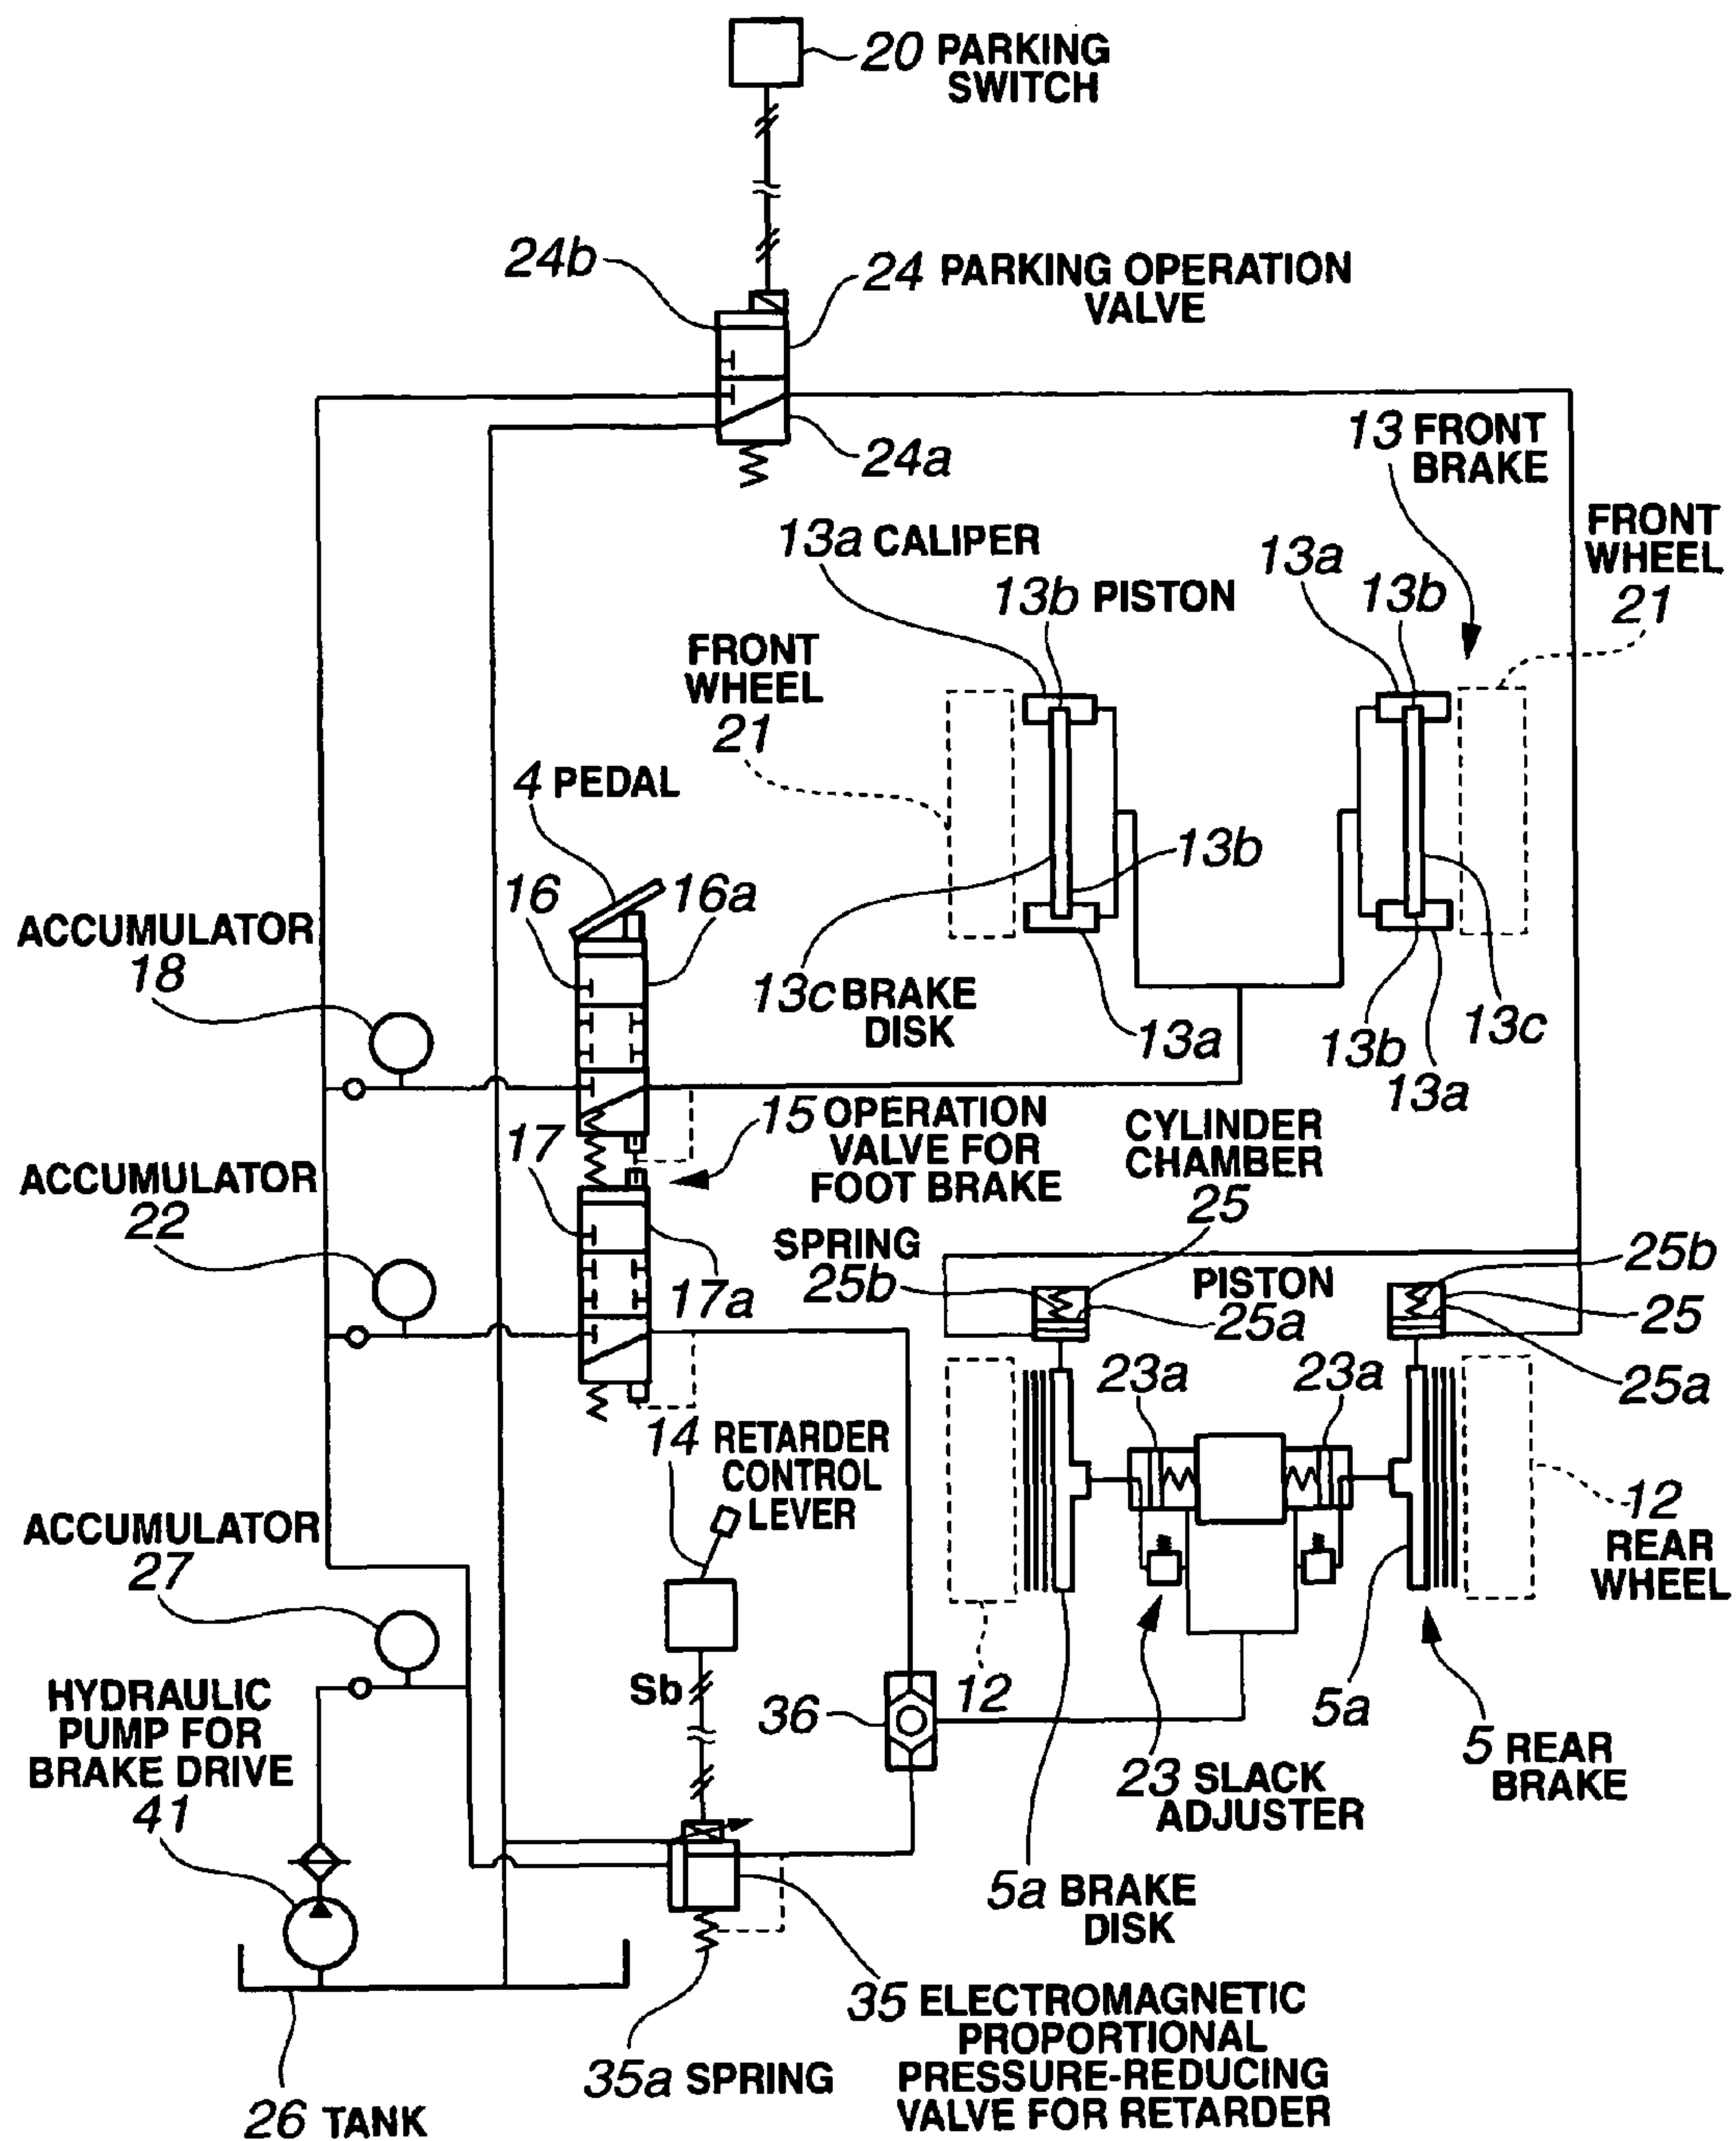 20 PARKING
SWITCH
24b
24 PARKING OPERATION
VALVE
24a
13 FRONT
BRAKE
FRONT
WHEEL
21
13a CALIPER
13b PISTON
13a
13b
FRONT
WHEEL
21
4 PEDAL
16
16a
13b
ACCUMULATOR
18
13c BRAKE
DISK
13a
13b
13a
13c
17
15 OPERATION
VALVE FOR
FOOT BRAKE
CYLINDER
CHAMBER
25
ACCUMULATOR
22
17a
SPRING
25b
PISTON
25a
25b
25
25a
23a
23a
14 RETARDER
CONTROL
LEVER
12
REAR
WHEEL
ACCUMULATOR
27
Sb
36
12
5a
HYDRAULIC
PUMP FOR
BRAKE DRIVE
41
23 SLACK
ADJUSTER
5 REAR
BRAKE
5a BRAKE
DISK
35 ELECTROMAGNETIC
PROPORTIONAL
PRESSURE-REDUCING
VALVE FOR RETARDER
35a SPRING
26 TANK